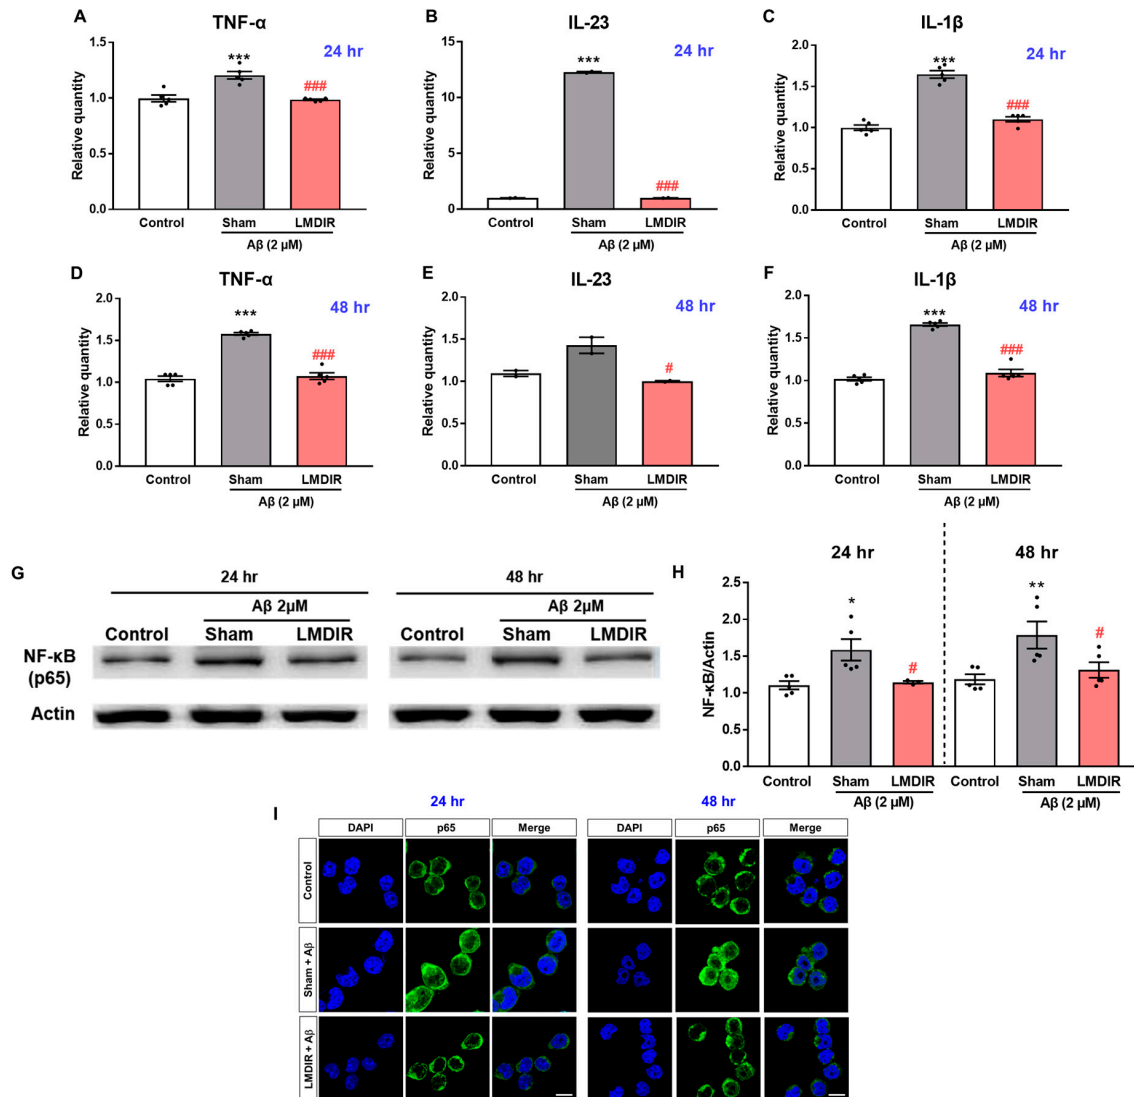 A
TNF-α
24 hr
Relative quantity
1.5
1.0
0.5
0.0
***
###
Control
Sham
LMDIR
Aβ (2 μM)
B
IL-23
24 hr
Relative quantity
15
10
5
0
***
###
Control
Sham
LMDIR
Aβ (2 μM)
C
IL-1β
24 hr
Relative quantity
2.0
1.5
1.0
0.5
0.0
***
###
Control
Sham
LMDIR
Aβ (2 μM)
D
TNF-α
48 hr
Relative quantity
2.0
1.5
1.0
0.5
0.0
***
###
Control
Sham
LMDIR
Aβ (2 μM)
E
IL-23
48 hr
Relative quantity
2.0
1.5
1.0
0.5
0.0
#
Control
Sham
LMDIR
Aβ (2 μM)
F
IL-1β
48 hr
Relative quantity
2.0
1.5
1.0
0.5
0.0
***
###
Control
Sham
LMDIR
Aβ (2 μM)
G
24 hr
Aβ 2μM
Control Sham LMDIR
48 hr
Aβ 2μM
Control Sham LMDIR
NF-κB
(p65)
Actin
H
24 hr
48 hr
NF-κB/Actin
2.5
2.0
1.5
1.0
0.5
0.0
*
#
**
#
Control
Sham
LMDIR
Control
Sham
LMDIR
Aβ (2 μM)
Aβ (2 μM)
I
24 hr
48 hr
DAPI
p65
Merge
DAPI
p65
Merge
Control
Sham + Aβ
LMDIR + Aβ